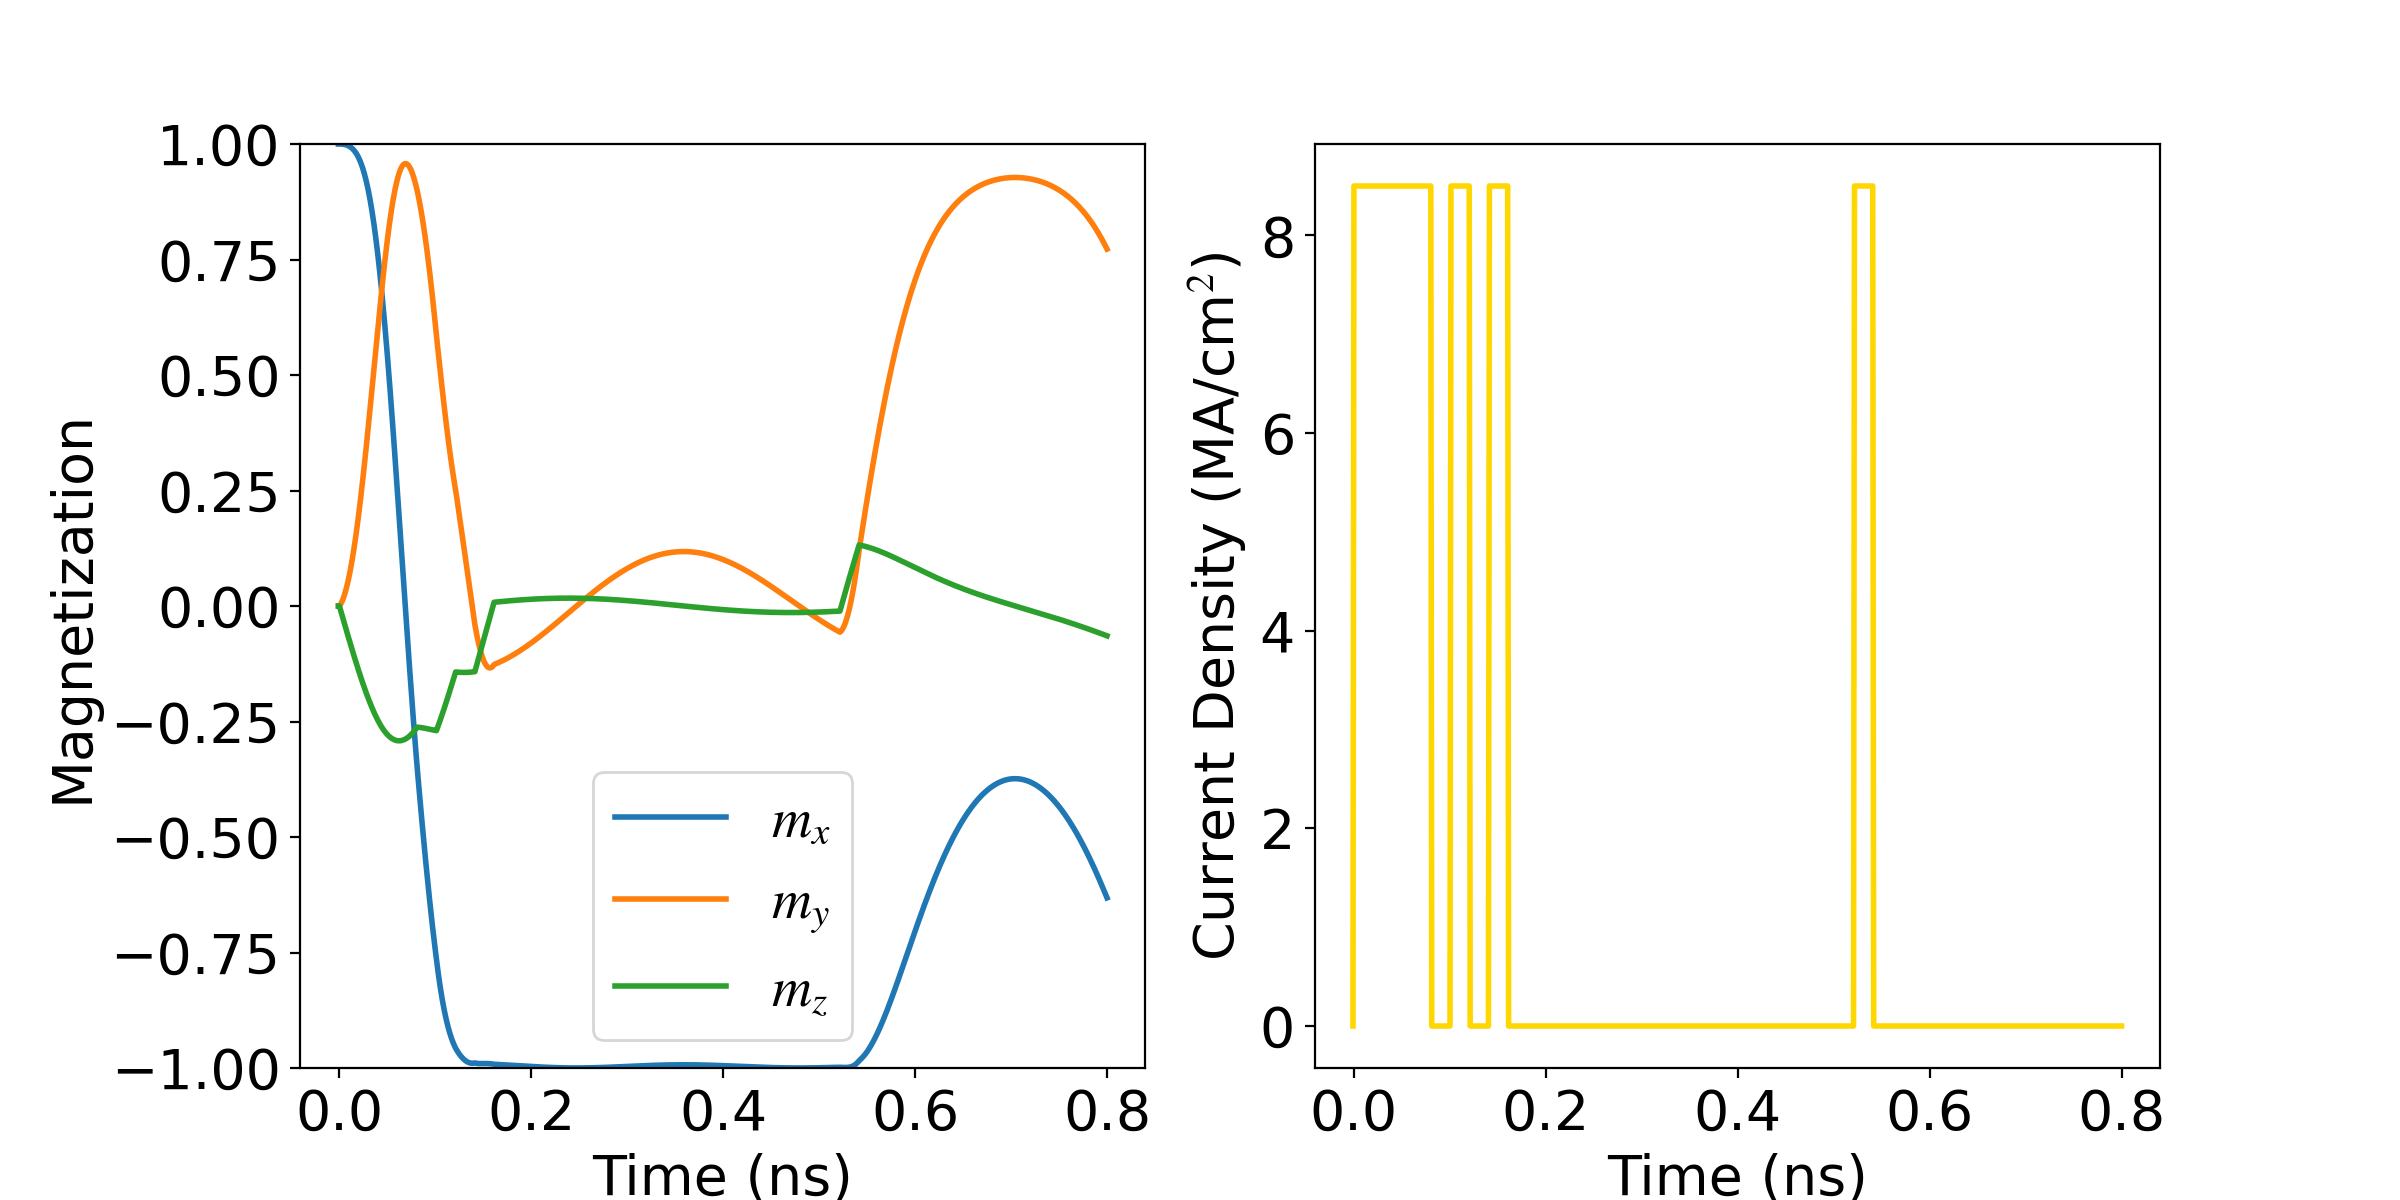 1.00
0.75
0.50
0.25
0.00
−0.25
−0.50
−0.75
−1.00
Magnetization
0.0 0.2 0.4 0.6 0.8
Time (ns)
m_x
m_y
m_z
8
6
4
2
0
Current Density (MA/cm²)
0.0 0.2 0.4 0.6 0.8
Time (ns)